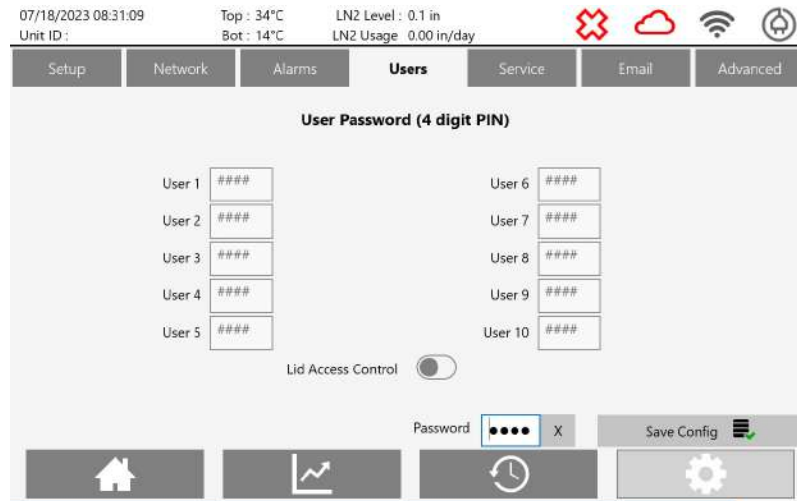 07/18/2023 08:31:09 Top : 34°C LN2 Level : 0.1 in
Unit ID : Bot : 14°C LN2 Usage 0.00 in/day
Setup Network Alarms Users Service Email Advanced
User Password (4 digit PIN)
User 1 #### User 6 ####
User 2 #### User 7 ####
User 3 #### User 8 ####
User 4 #### User 9 ####
User 5 #### User 10 ####
Lid Access Control
Password ●●●● X Save Config